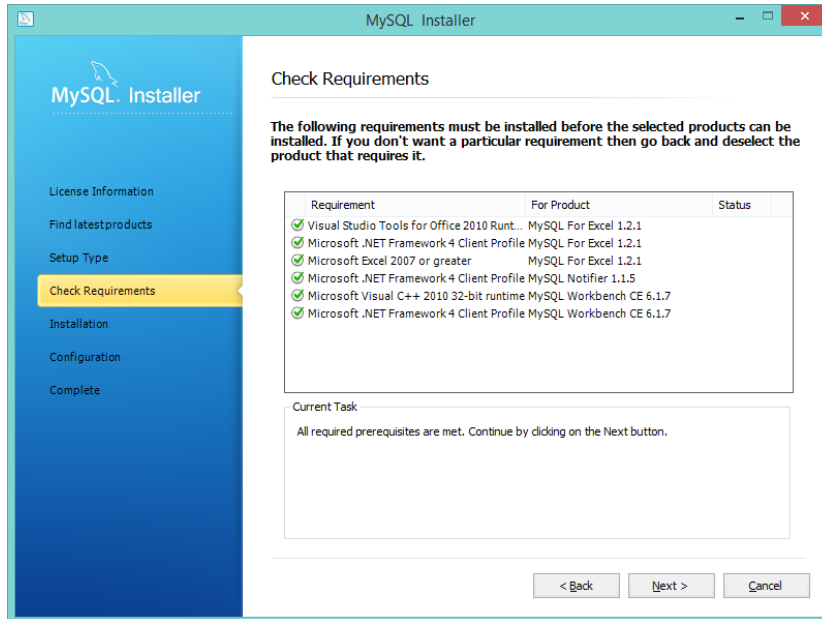 MySQL Installer
MySQL. Installer
License Information
Find latest products
Setup Type
Check Requirements
Installation
Configuration
Complete
Check Requirements
The following requirements must be installed before the selected products can be
installed. If you don't want a particular requirement then go back and deselect the
product that requires it.
Requirement For Product Status
Visual Studio Tools for Office 2010 Runt... MySQL For Excel 1.2.1
Microsoft .NET Framework 4 Client Profile MySQL For Excel 1.2.1
Microsoft Excel 2007 or greater MySQL For Excel 1.2.1
Microsoft .NET Framework 4 Client Profile MySQL Notifier 1.1.5
Microsoft Visual C++ 2010 32-bit runtime MySQL Workbench CE 6.1.7
Microsoft .NET Framework 4 Client Profile MySQL Workbench CE 6.1.7
Current Task
All required prerequisites are met. Continue by clicking on the Next button.
< Back Next > Cancel